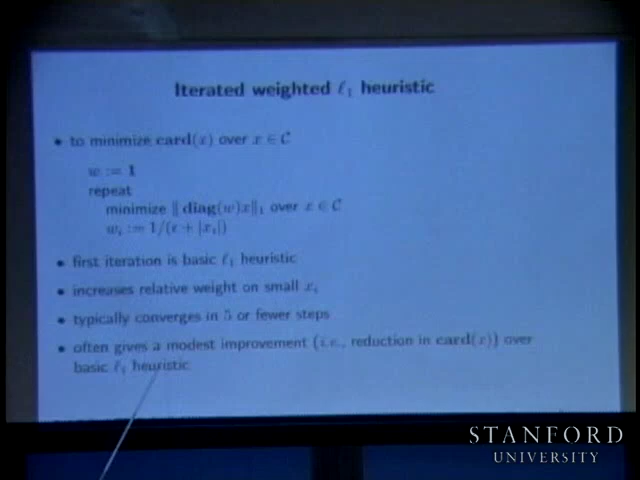 Iterated weighted ℓ₁ heuristic
• to minimize card(x) over x ∈ C
w := 1
repeat
minimize ‖ diag(w)x‖₁ over x ∈ C
wᵢ := 1/(ε + |xᵢ|)
• first iteration is basic ℓ₁ heuristic
• increases relative weight on small xᵢ
• typically converges in 5 or fewer steps
• often gives a modest improvement (i.e., reduction in card(x)) over
basic ℓ₁ heuristic
STANFORD
UNIVERSITY